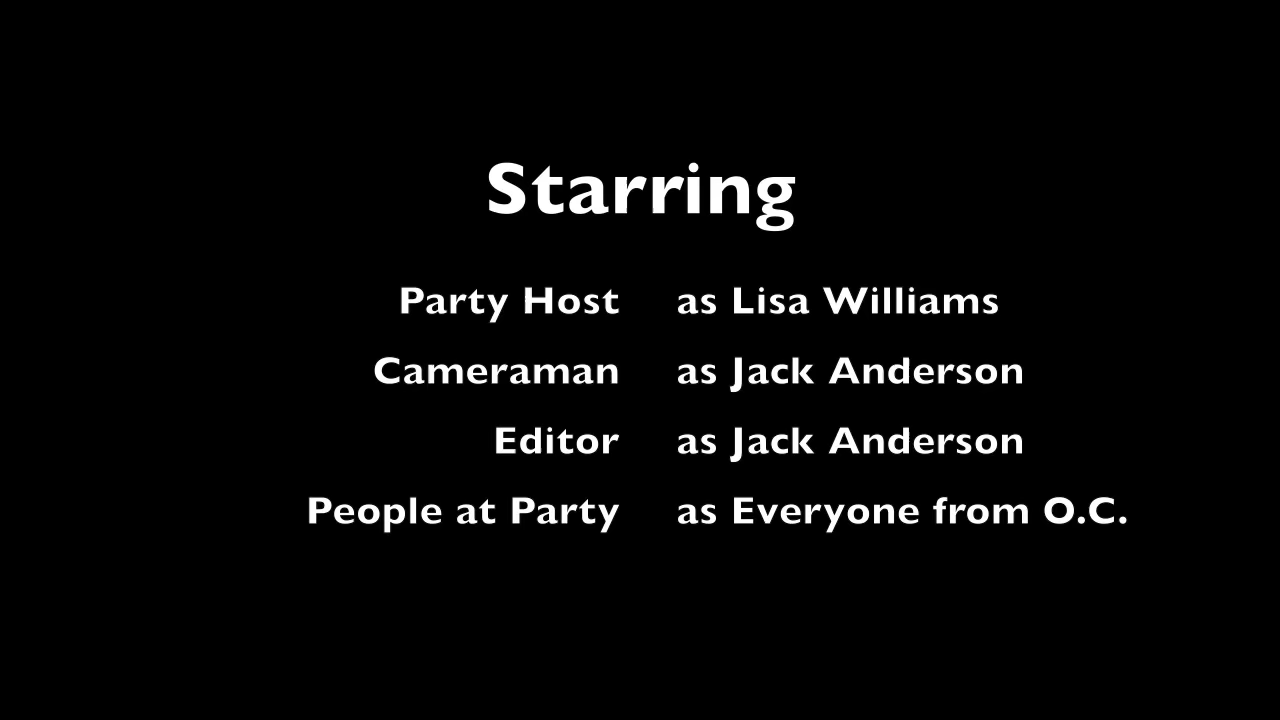 Starring
Party Host as Lisa Williams
Cameraman as Jack Anderson
Editor as Jack Anderson
People at Party as Everyone from O.C.